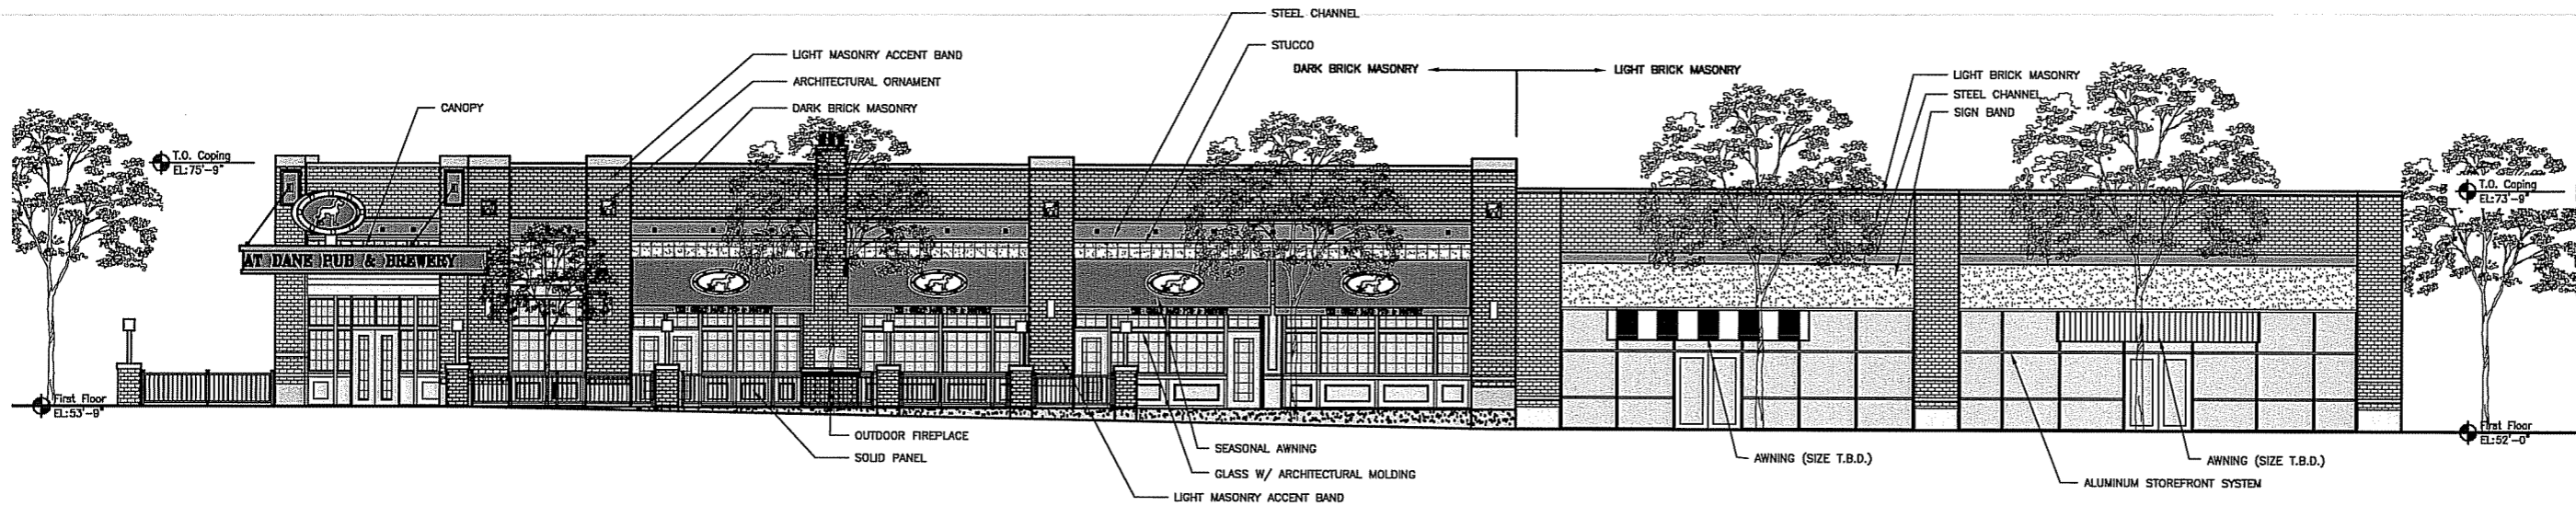 STEEL CHANNEL
STUCCO
DARK BRICK MASONRY
LIGHT BRICK MASONRY
LIGHT MASONRY ACCENT BAND
ARCHITECTURAL ORNAMENT
DARK BRICK MASONRY
CANOPY
LIGHT BRICK MASONRY
STEEL CHANNEL
SIGN BAND
T.O. Coping
EL:75'-9"
T.O. Coping
EL:73'-9"
AT DANE PUB & BREWERY
First Floor
EL:53'-9"
First Floor
EL:52'-0"
OUTDOOR FIREPLACE
SOLID PANEL
SEASONAL AWNING
GLASS W/ ARCHITECTURAL MOLDING
LIGHT MASONRY ACCENT BAND
AWNING (SIZE T.B.D.)
AWNING (SIZE T.B.D.)
ALUMINUM STOREFRONT SYSTEM